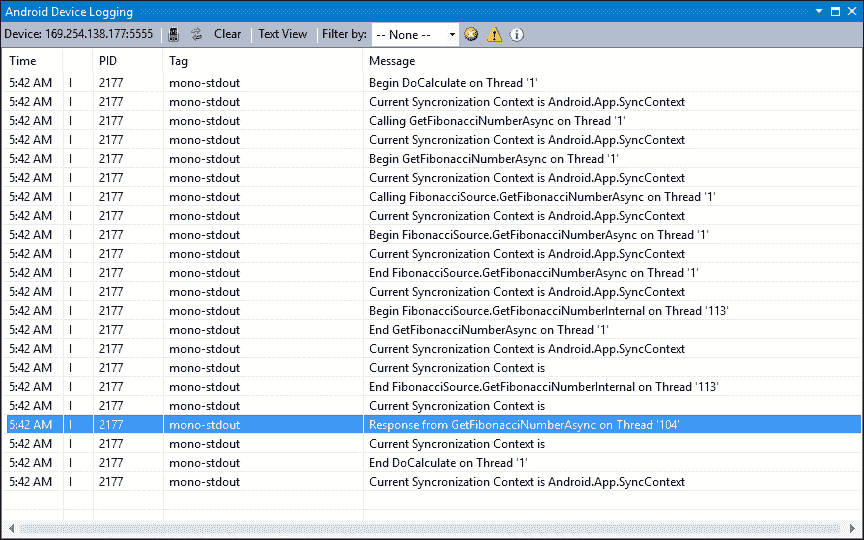 Android Device Logging
Device: 169.254.138.177:5555 Clear Text View Filter by: -- None --
Time PID Tag Message
5:42 AM I 2177 mono-stdout Begin DoCalculate on Thread '1'
5:42 AM I 2177 mono-stdout Current Syncronization Context is Android.App.SyncContext
5:42 AM I 2177 mono-stdout Calling GetFibonacciNumberAsync on Thread '1'
5:42 AM I 2177 mono-stdout Current Syncronization Context is Android.App.SyncContext
5:42 AM I 2177 mono-stdout Begin GetFibonacciNumberAsync on Thread '1'
5:42 AM I 2177 mono-stdout Current Syncronization Context is Android.App.SyncContext
5:42 AM I 2177 mono-stdout Calling FibonacciSource.GetFibonacciNumberAsync on Thread '1'
5:42 AM I 2177 mono-stdout Current Syncronization Context is Android.App.SyncContext
5:42 AM I 2177 mono-stdout Begin FibonacciSource.GetFibonacciNumberAsync on Thread '1'
5:42 AM I 2177 mono-stdout Current Syncronization Context is Android.App.SyncContext
5:42 AM I 2177 mono-stdout End FibonacciSource.GetFibonacciNumberAsync on Thread '1'
5:42 AM I 2177 mono-stdout Current Syncronization Context is Android.App.SyncContext
5:42 AM I 2177 mono-stdout Begin FibonacciSource.GetFibonacciNumberInternal on Thread '113'
5:42 AM I 2177 mono-stdout End GetFibonacciNumberAsync on Thread '1'
5:42 AM I 2177 mono-stdout Current Syncronization Context is Android.App.SyncContext
5:42 AM I 2177 mono-stdout Current Syncronization Context is
5:42 AM I 2177 mono-stdout End FibonacciSource.GetFibonacciNumberInternal on Thread '113'
5:42 AM I 2177 mono-stdout Current Syncronization Context is
5:42 AM I 2177 mono-stdout Response from GetFibonacciNumberAsync on Thread '104'
5:42 AM I 2177 mono-stdout Current Syncronization Context is
5:42 AM I 2177 mono-stdout End DoCalculate on Thread '1'
5:42 AM I 2177 mono-stdout Current Syncronization Context is Android.App.SyncContext